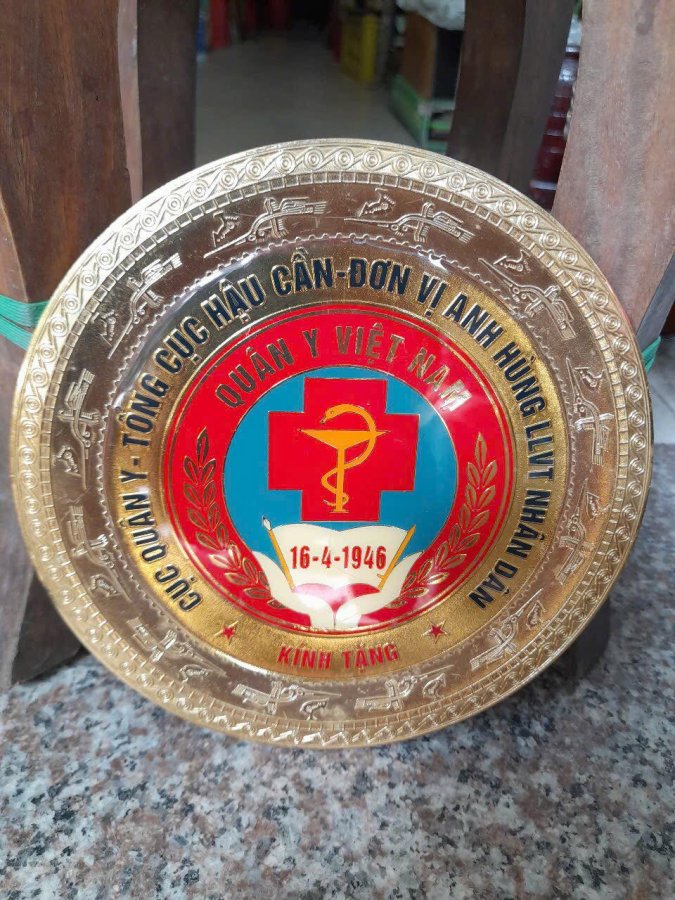 CỤC QUÂN Y - TỔNG CỤC HẬU CẦN - ĐƠN VỊ ANH HÙNG LLVT NHÂN DÂN
QUÂN Y VIỆT NAM
16-4-1946
KÍNH TẶNG